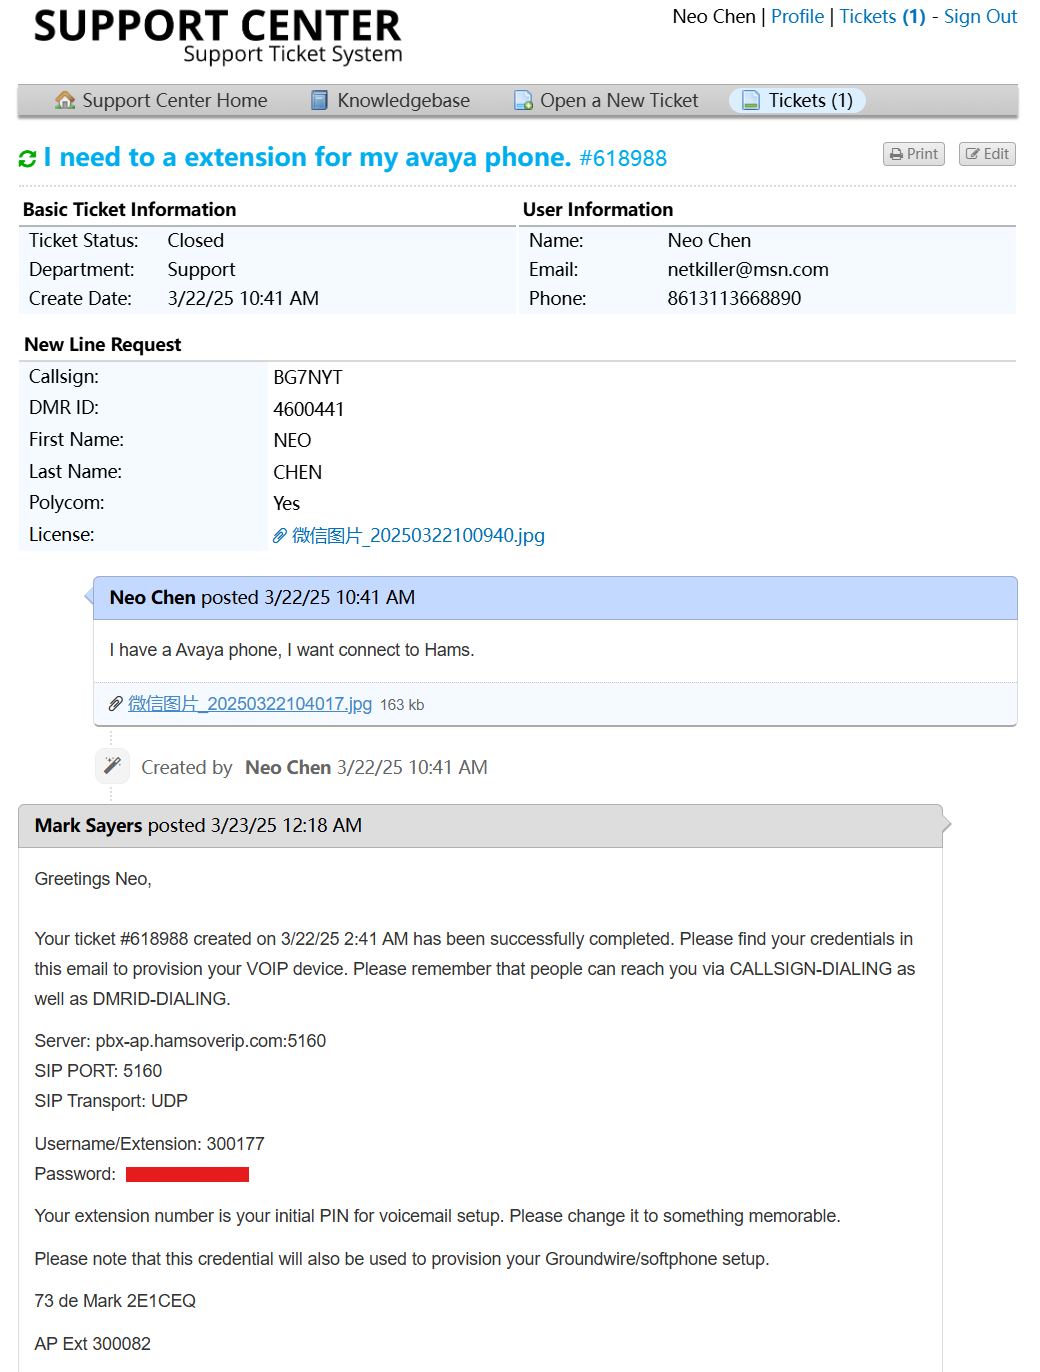 SUPPORT CENTER
Support Ticket System
Neo Chen | Profile | Tickets (1) - Sign Out
Support Center Home Knowledgebase Open a New Ticket Tickets (1)
I need to a extension for my avaya phone. #618988
Print Edit
Basic Ticket Information
Ticket Status: Closed
Department: Support
Create Date: 3/22/25 10:41 AM
User Information
Name: Neo Chen
Email: netkiller@msn.com
Phone: 8613113668890
New Line Request
Callsign: BG7NYT
DMR ID: 4600441
First Name: NEO
Last Name: CHEN
Polycom: Yes
License: 微信图片_20250322100940.jpg
Neo Chen posted 3/22/25 10:41 AM
I have a Avaya phone, I want connect to Hams.
微信图片_20250322104017.jpg 163 kb
Created by Neo Chen 3/22/25 10:41 AM
Mark Sayers posted 3/23/25 12:18 AM
Greetings Neo,
Your ticket #618988 created on 3/22/25 2:41 AM has been successfully completed. Please find your credentials in
this email to provision your VOIP device. Please remember that people can reach you via CALLSIGN-DIALING as
well as DMRID-DIALING.
Server: pbx-ap.hamsoverip.com:5160
SIP PORT: 5160
SIP Transport: UDP
Username/Extension: 300177
Password:
Your extension number is your initial PIN for voicemail setup. Please change it to something memorable.
Please note that this credential will also be used to provision your Groundwire/softphone setup.
73 de Mark 2E1CEQ
AP Ext 300082